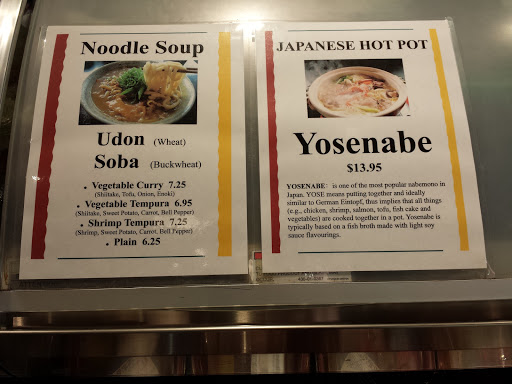 Noodle Soup
Udon (Wheat)
Soba (Buckwheat)
• Vegetable Curry 7.25
(Shiitake, Tofu, Onion, Enoki)
• Vegetable Tempura 6.95
(Shiitake, Sweet Potato, Carrot, Bell Pepper)
• Shrimp Tempura 7.25
(Shrimp, Sweet Potato, Carrot, Bell Pepper)
• Plain 6.25
JAPANESE HOT POT
Yosenabe
$13.95
YOSENABE: is one of the most popular nabemono in
Japan. YOSE means putting together and ideally
similar to German Eintopf, thus implies that all things
(e.g., chicken, shrimp, salmon, tofu, fish cake and
vegetables) are cooked together in a pot. Yosenabe is
typically based on a fish broth made with light soy
sauce flavourings.